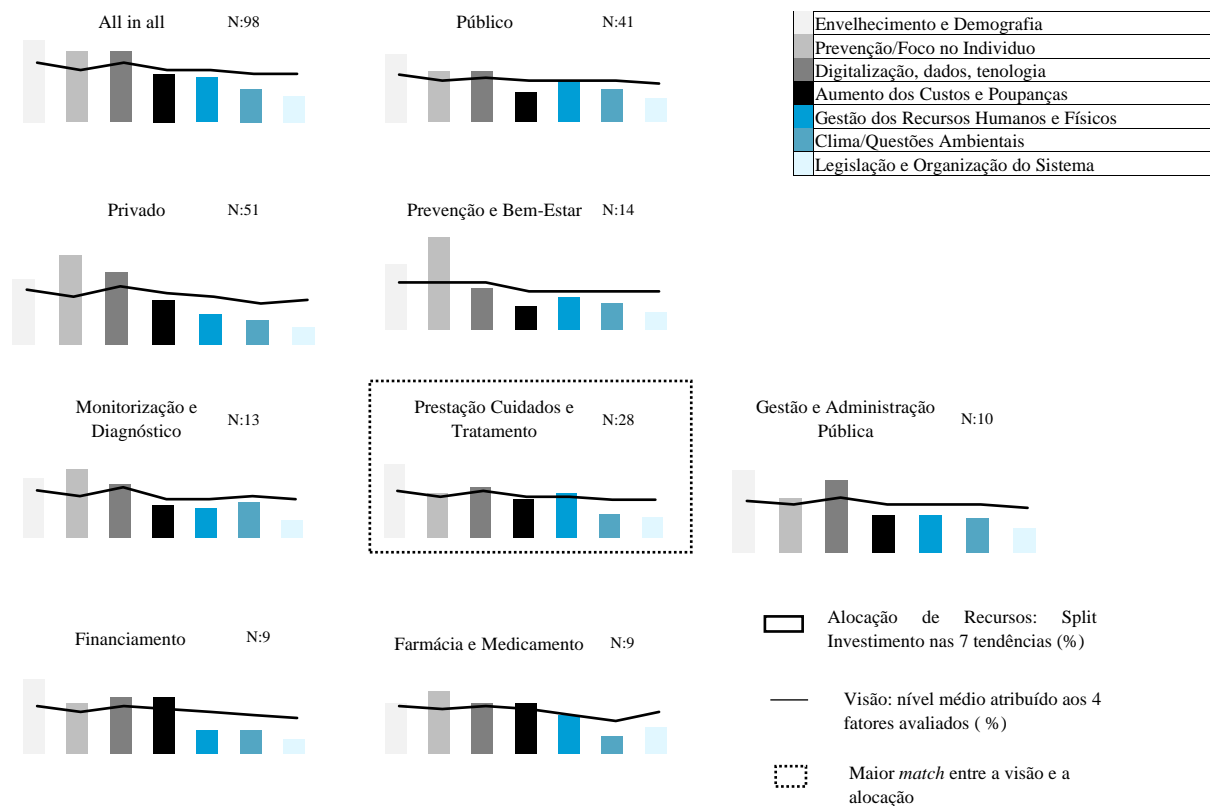 All in all
N:98
Público
N:41
Envelhecimento e Demografia
Prevenção/Foco no Individuo
Digitalização, dados, tenologia
Aumento dos Custos e Poupanças
Gestão dos Recursos Humanos e Físicos
Clima/Questões Ambientais
Legislação e Organização do Sistema
Privado
N:51
Prevenção e Bem-Estar
N:14
Monitorização e
Diagnóstico
N:13
Prestação Cuidados e
Tratamento
N:28
Gestão e Administração
Pública
N:10
Financiamento
N:9
Farmácia e Medicamento
N:9
Alocação de Recursos: Split
Investimento nas 7 tendências (%)
Visão: nível médio atribuído aos 4
fatores avaliados ( %)
Maior match entre a visão e a
alocação